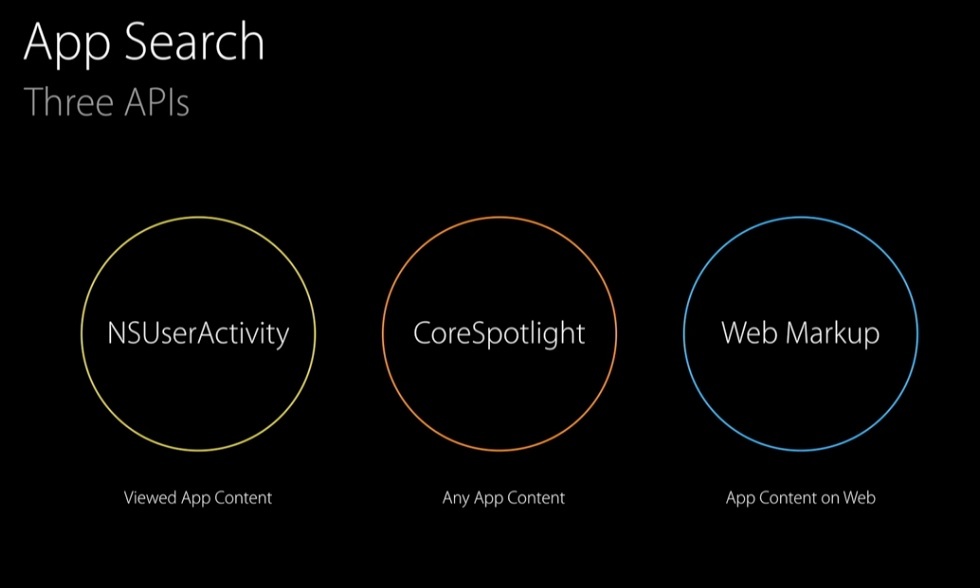 App Search
Three APIs
NSUserActivity
CoreSpotlight
Web Markup
Viewed App Content
Any App Content
App Content on Web